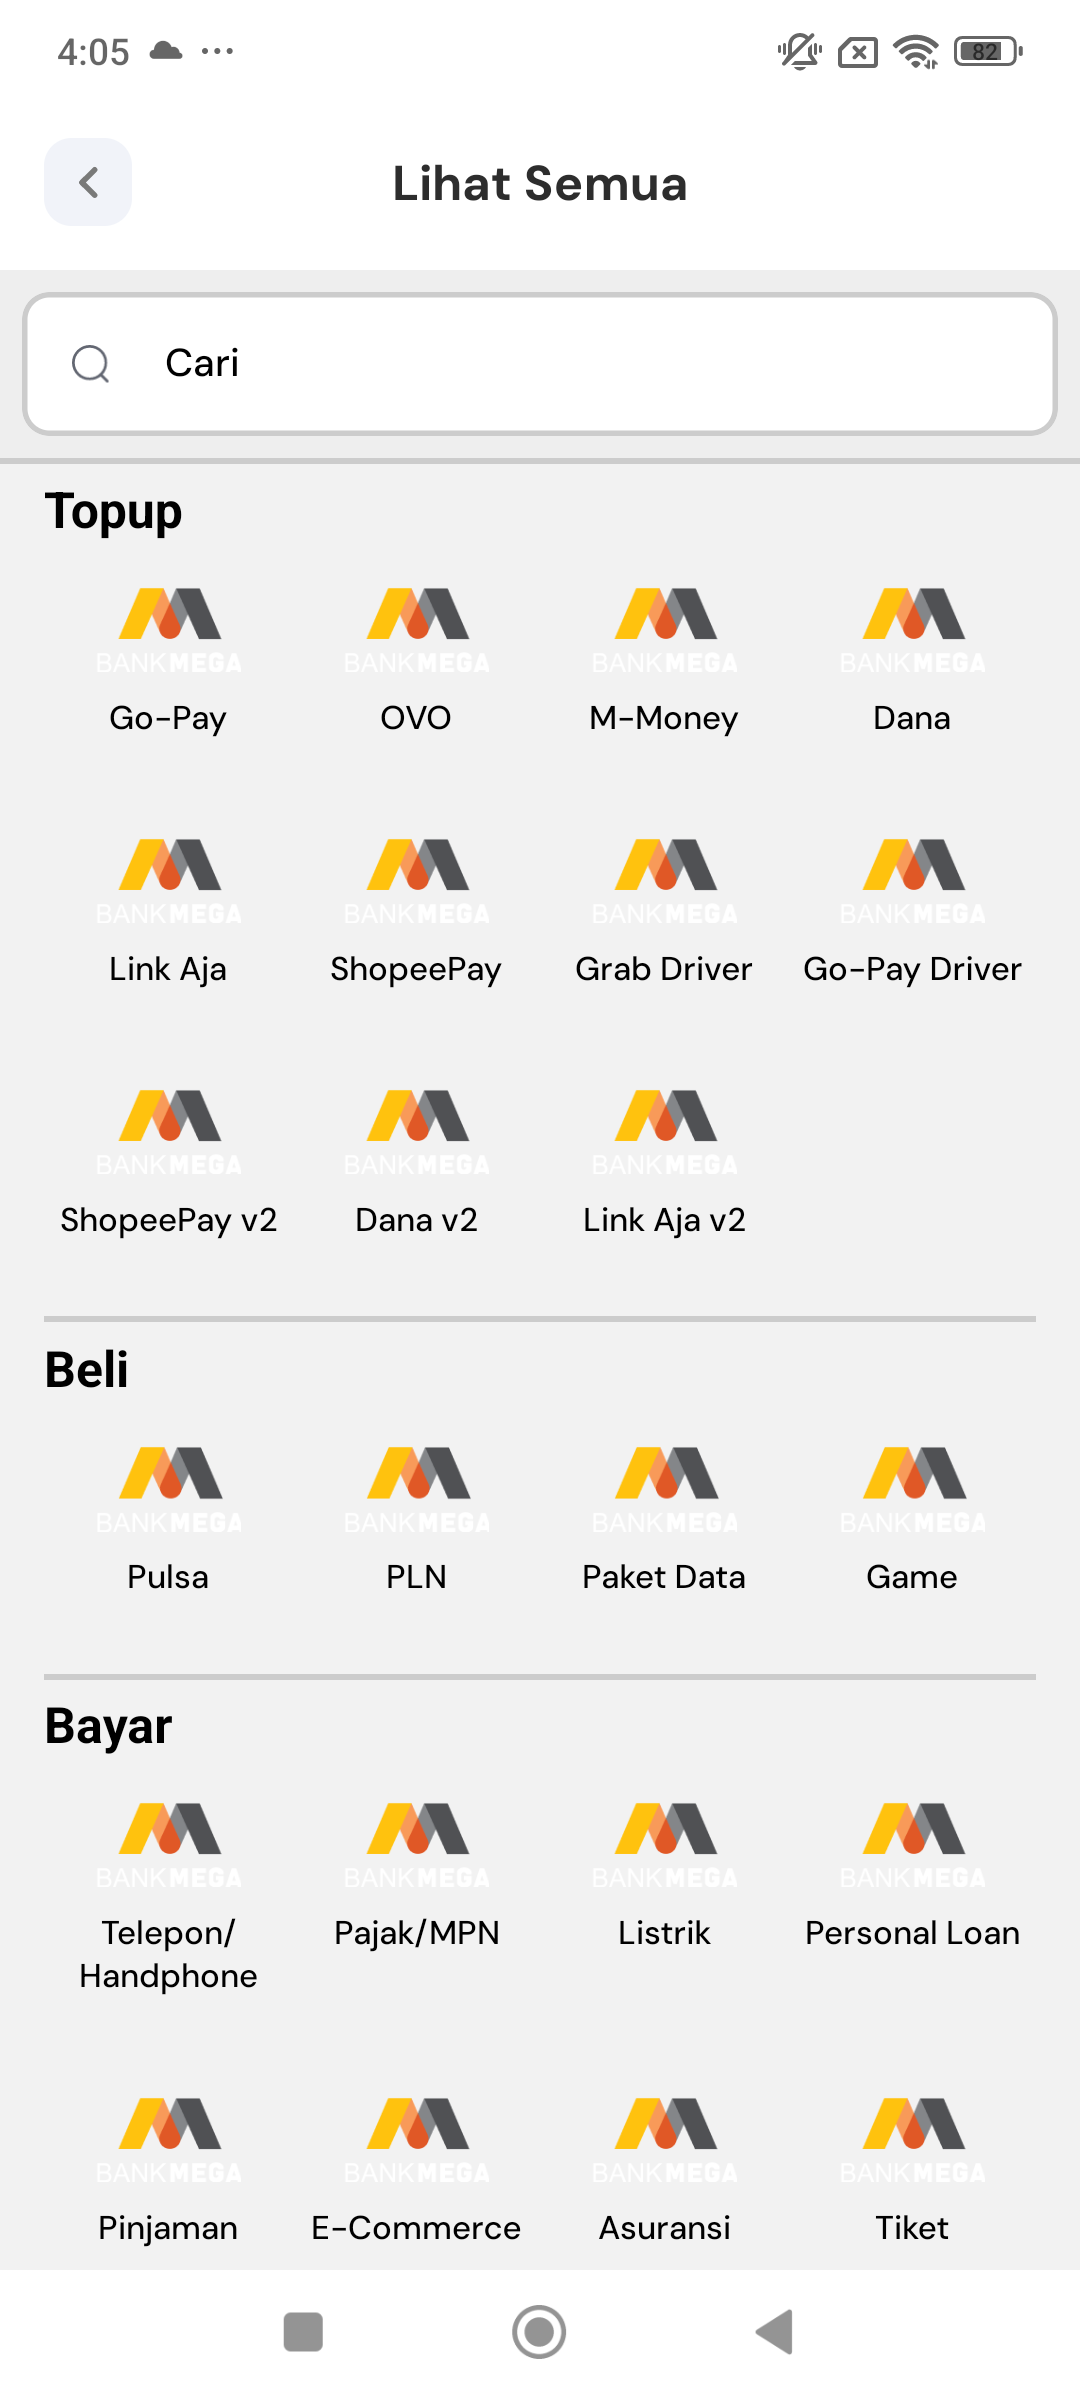 4:05
82
Lihat Semua
Cari
Topup
BANKMEGA BANKMEGA BANKMEGA BANKMEGA
Go-Pay OVO M-Money Dana
BANKMEGA BANKMEGA BANKMEGA BANKMEGA
Link Aja ShopeePay Grab Driver Go-Pay Driver
BANKMEGA BANKMEGA BANKMEGA
ShopeePay v2 Dana v2 Link Aja v2
Beli
BANKMEGA BANKMEGA BANKMEGA BANKMEGA
Pulsa PLN Paket Data Game
Bayar
BANKMEGA BANKMEGA BANKMEGA BANKMEGA
Telepon/ Pajak/MPN Listrik Personal Loan
Handphone
BANKMEGA BANKMEGA BANKMEGA BANKMEGA
Pinjaman E-Commerce Asuransi Tiket